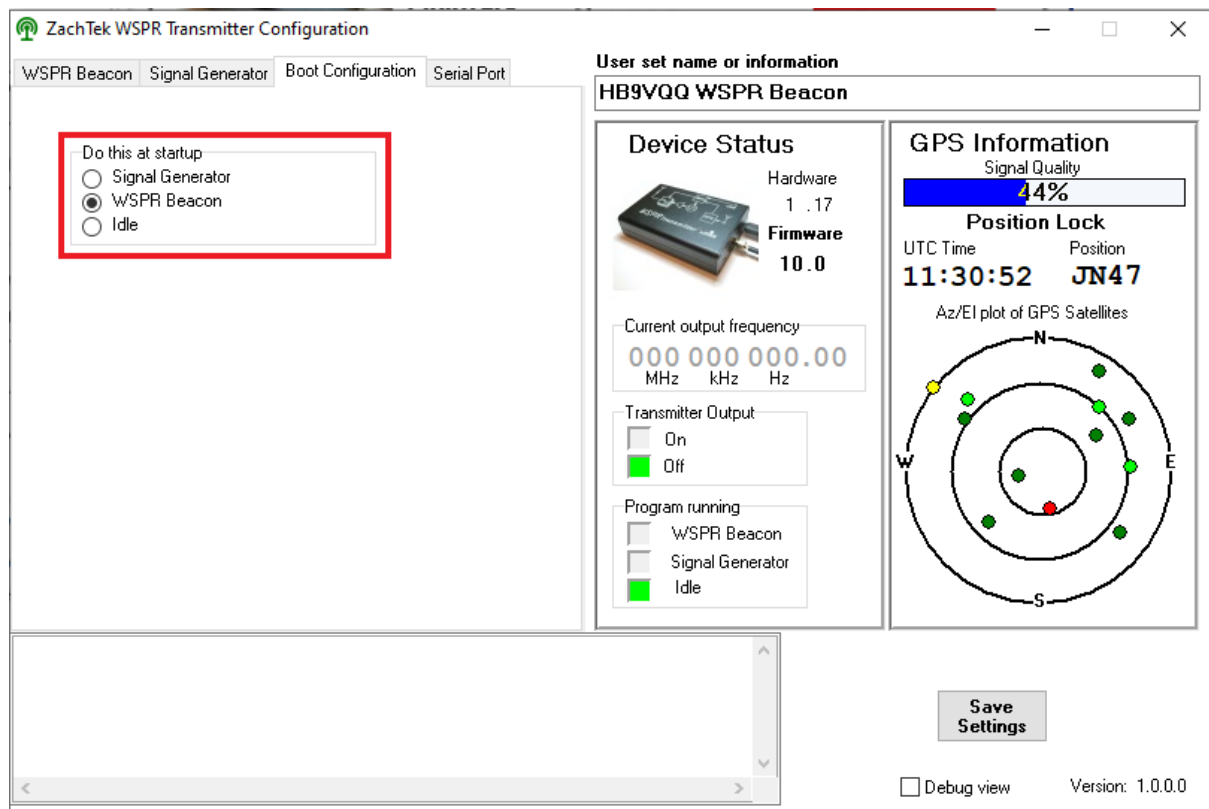 ZachTek WSPR Transmitter Configuration
WSPR Beacon Signal Generator Boot Configuration Serial Port
Do this at startup
Signal Generator
WSPR Beacon
Idle
User set name or information
HB9VQQ WSPR Beacon
Device Status
Hardware
1 .17
Firmware
10.0
Current output frequency
000 000 000.00
MHz kHz Hz
Transmitter Output
On
Off
Program running
WSPR Beacon
Signal Generator
Idle
GPS Information
Signal Quality
44%
Position Lock
UTC Time Position
11:30:52 JN47
Az/El plot of GPS Satellites
N
W E
S
Save
Settings
Debug view Version: 1.0.0.0